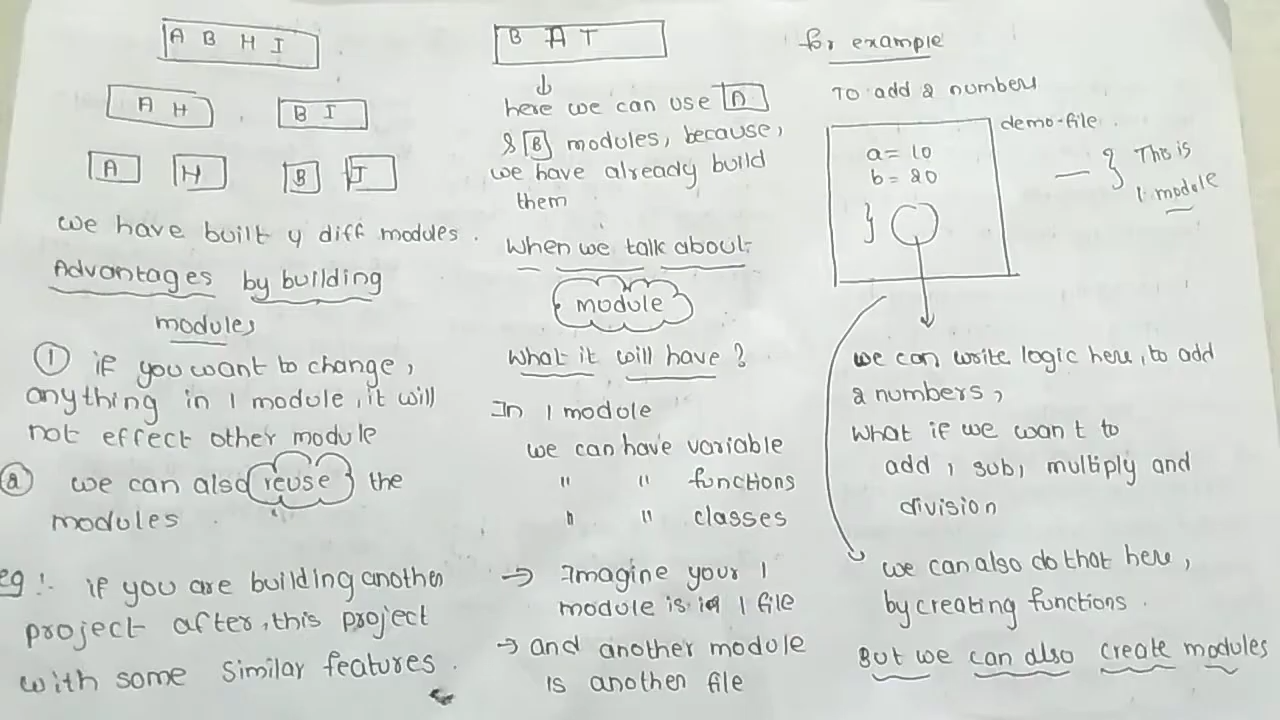 A B H I
A H
B I
A
H
B
I
we have built 4 diff modules.
Advantages by building
modules
① if you want to change,
anything in 1 module, it will
not effect other module
② we can also reuse the
modules.
eg:- if you are building another
project after, this project
with some similar features.
B A T
here we can use A
& B modules, because,
we have already build
them
When we talk about:
module
What it will have?
In 1 module
we can have variable
" " functions
" " classes
→ Imagine your 1
module is in 1 file
→ and another module
is another file
for example
To add 2 numbers
demo-file.
a = 10
b = 20
This is
1 module
we can write logic here, to add
2 numbers,
what if we want to
add, sub, multiply and
division
we can also do that here,
by creating functions.
But we can also create modules